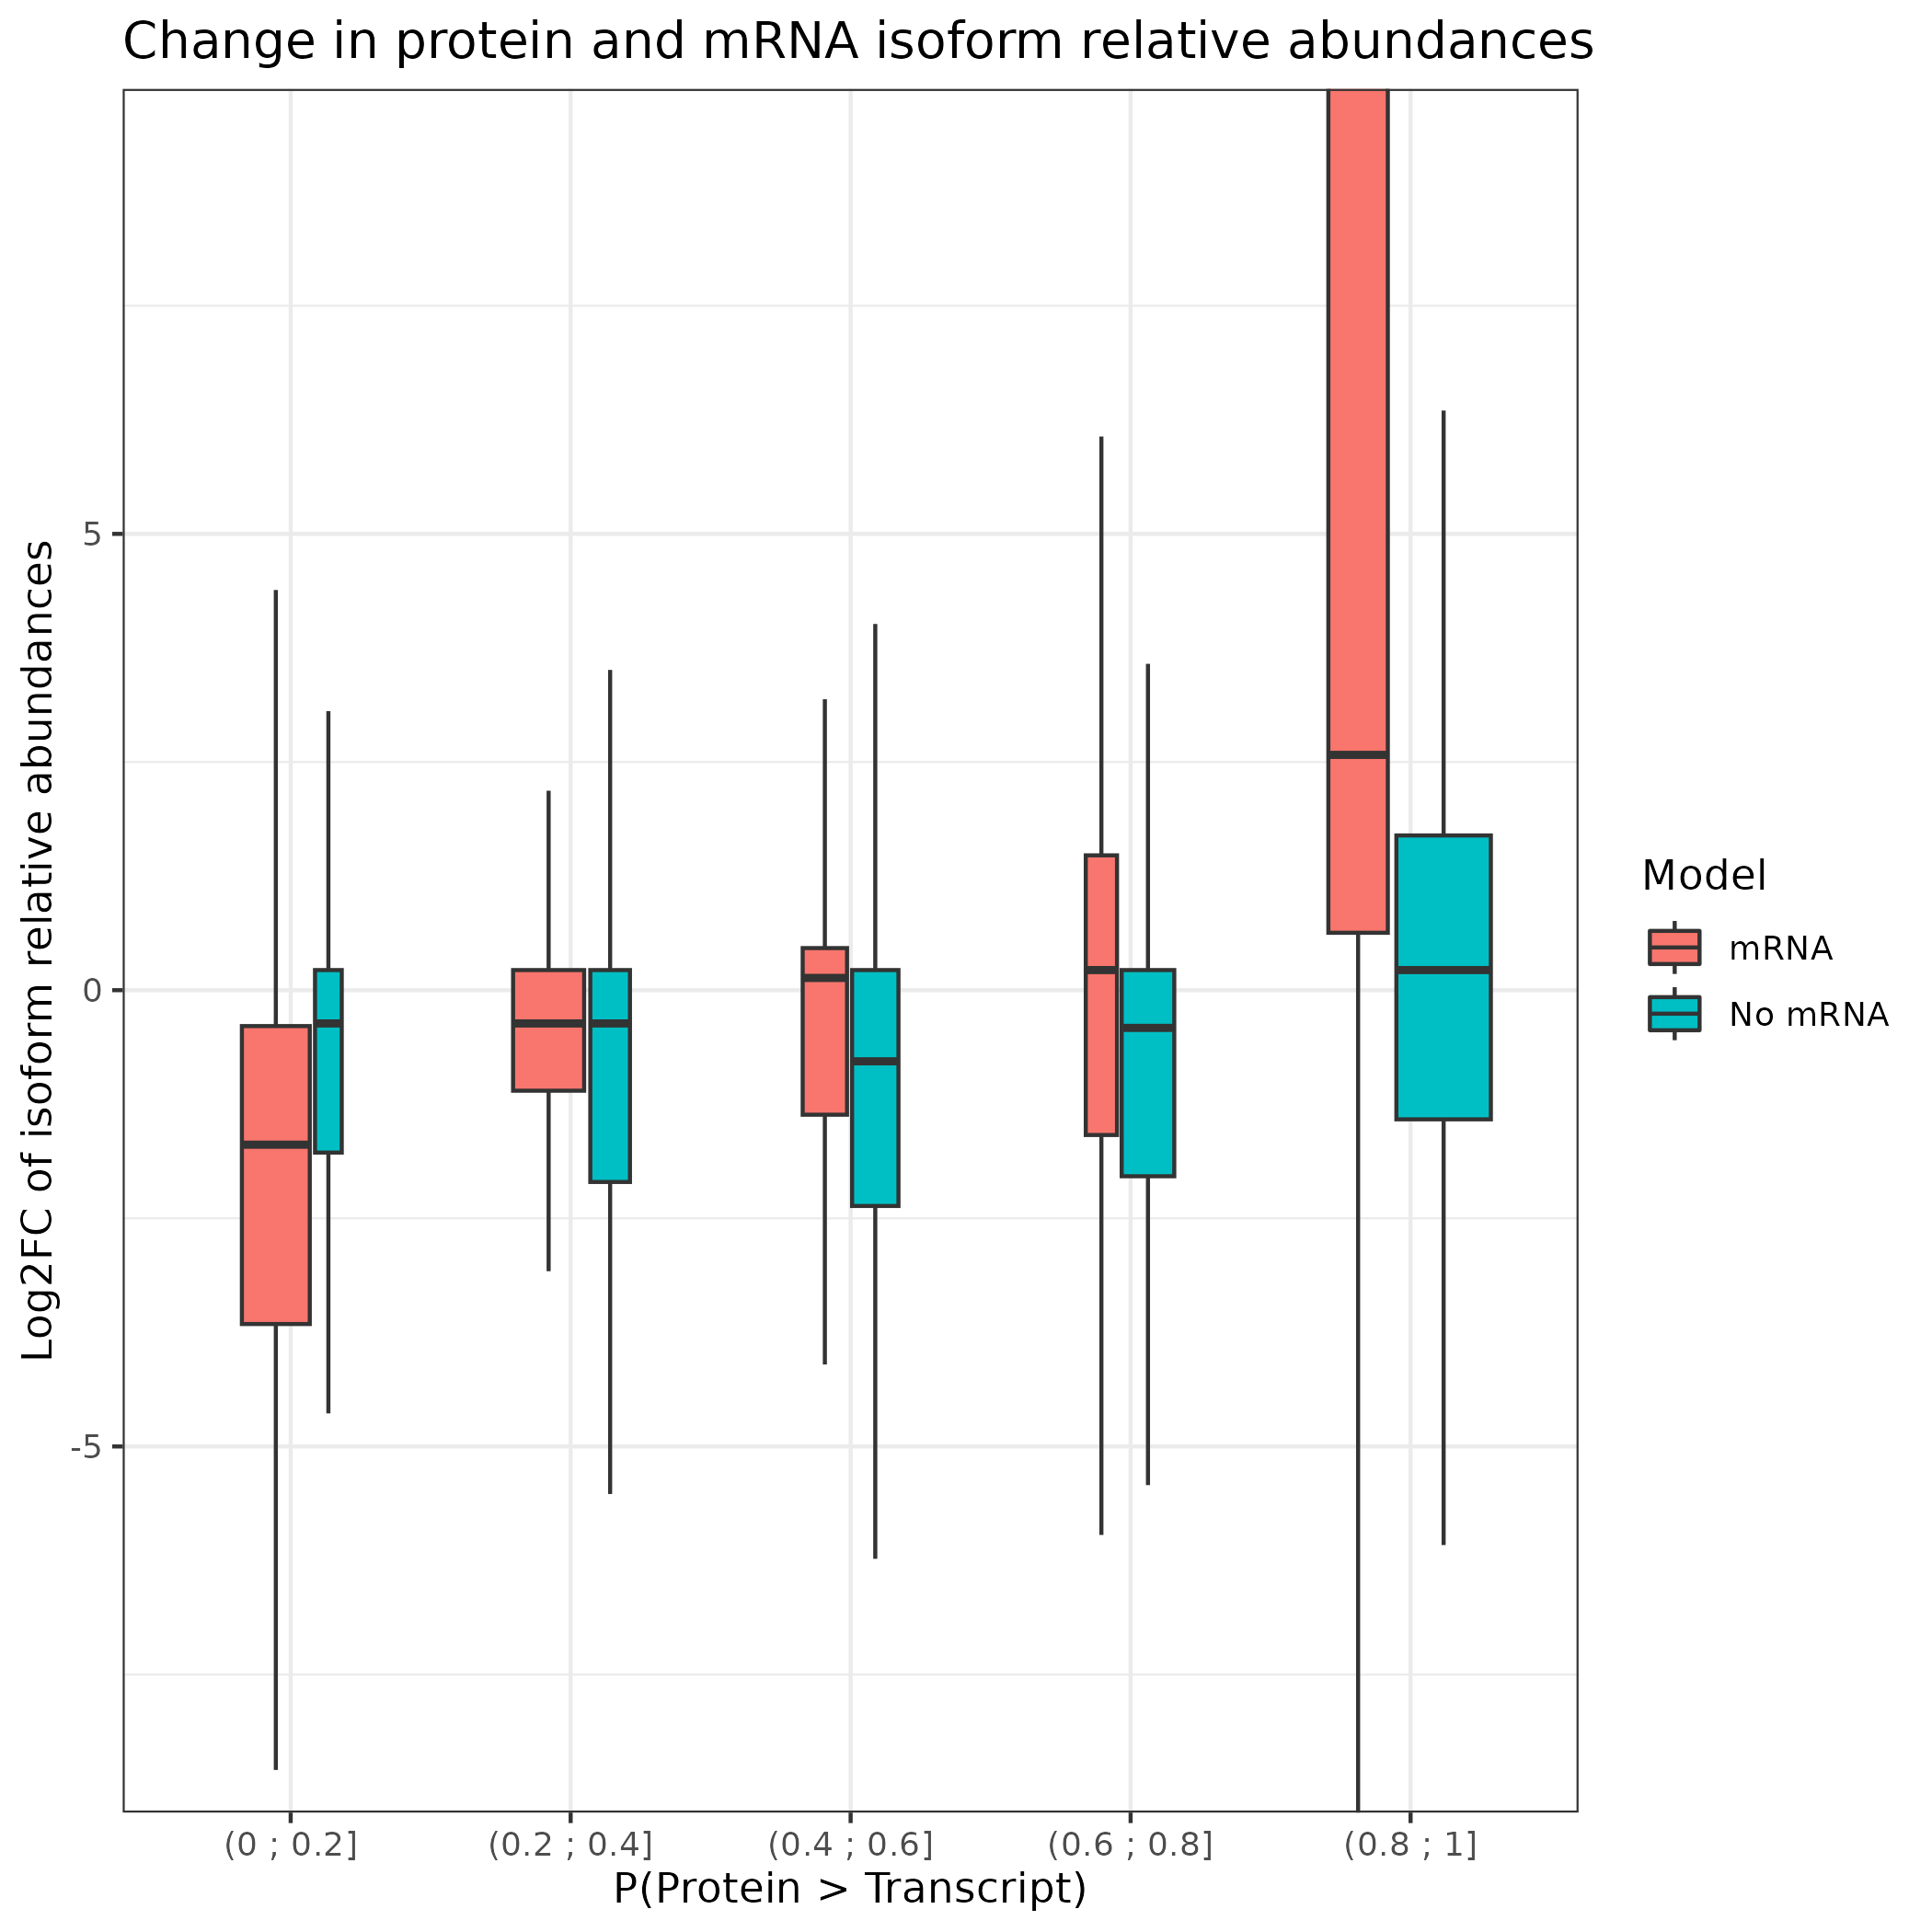 Change in protein and mRNA isoform relative abundances
Log2FC of isoform relative abundances
5
0
-5
(0 ; 0.2]
(0.2 ; 0.4]
(0.4 ; 0.6]
(0.6 ; 0.8]
(0.8 ; 1]
P(Protein > Transcript)
Model
mRNA
No mRNA